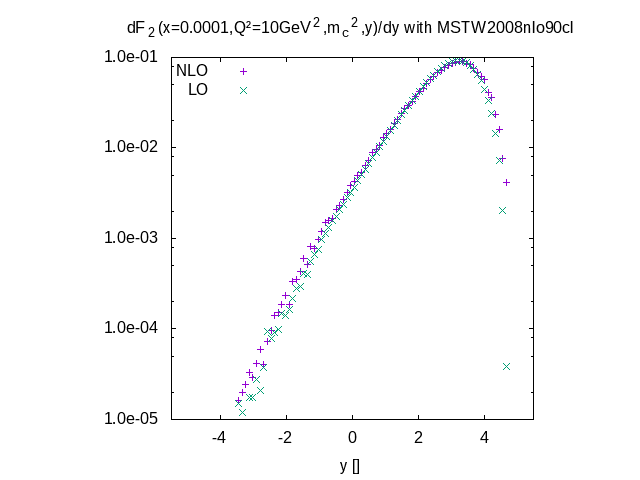 dF₂(x=0.0001,Q²=10GeV²,m_c²,y)/dy with MSTW2008nlo90cl
1.0e-01
NLO
LO
1.0e-02
1.0e-03
1.0e-04
1.0e-05
-4 -2 0 2 4
y []